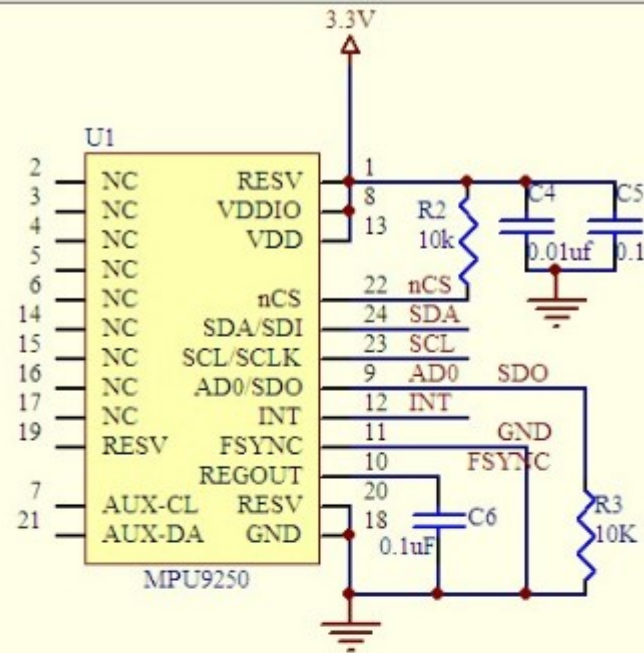 3.3V
U1
2 NC RESV 1
3 NC VDDIO 8
4 NC VDD 13
5 NC
6 NC nCS 22 nCS
14 NC SDA/SDI 24 SDA
15 NC SCL/SCLK 23 SCL
16 NC AD0/SDO 9 AD0 SDO
17 NC INT 12 INT
19 RESV FSYNC 11 GND
FSYNC
REGOUT 10
7 AUX-CL RESV 20
21 AUX-DA GND 18
MPU9250
R2
10k
C4
0.01uf
C5
0.1
C6
0.1uF
R3
10K